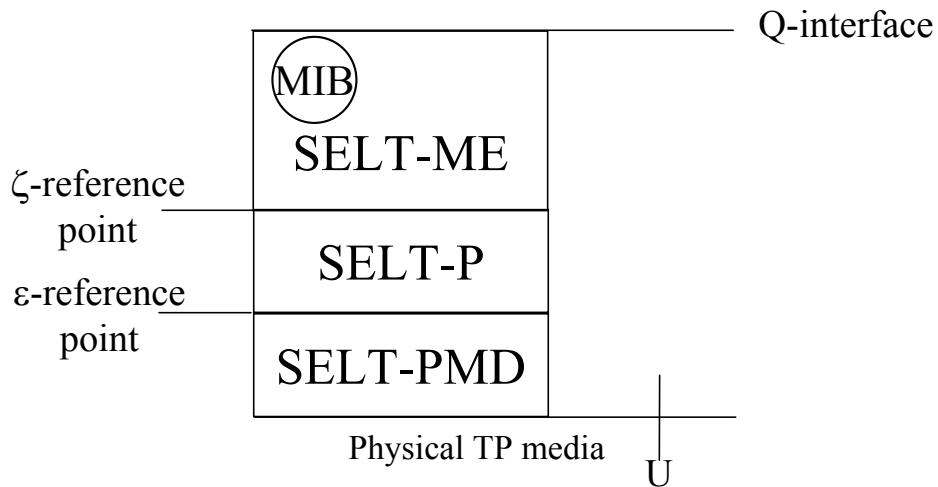 Q-interface
MIB
SELT-ME
ζ-reference
point
SELT-P
ε-reference
point
SELT-PMD
Physical TP media
U